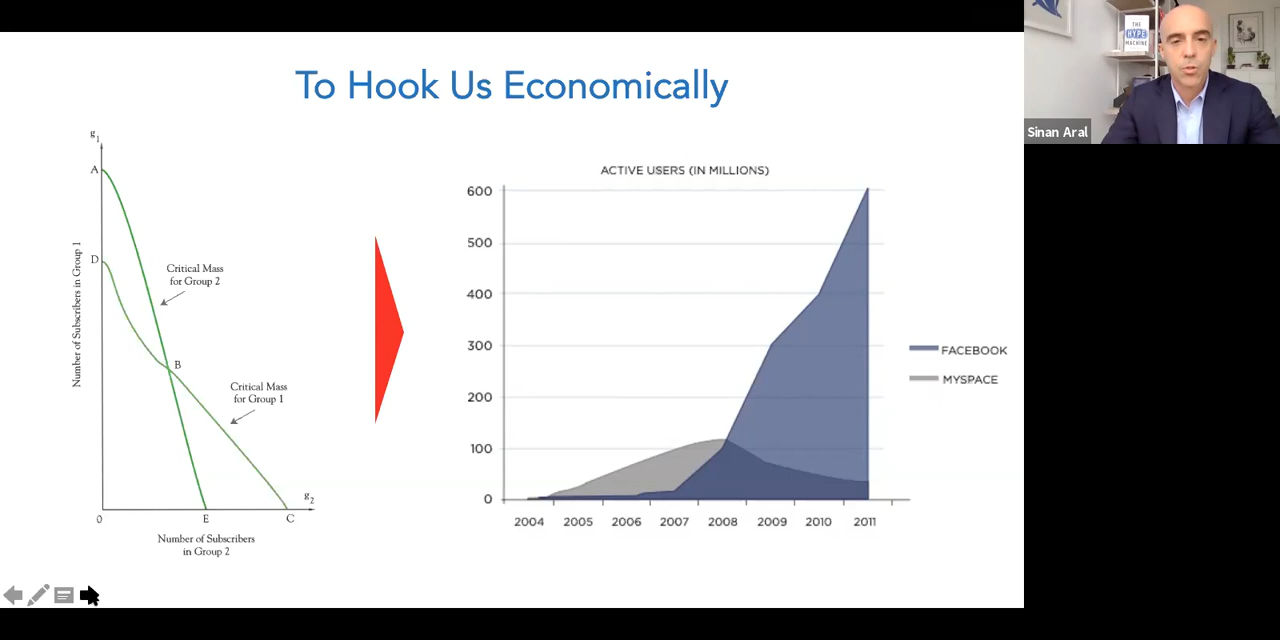 To Hook Us Economically
g1
A
D
Number of Subscribers in Group 1
Critical Mass
for Group 2
B
Critical Mass
for Group 1
g2
0
E
C
Number of Subscribers
in Group 2
ACTIVE USERS (IN MILLIONS)
600
500
400
300
200
100
0
2004 2005 2006 2007 2008 2009 2010 2011
FACEBOOK
MYSPACE
THE
HYPE
MACHINE
Sinan Aral